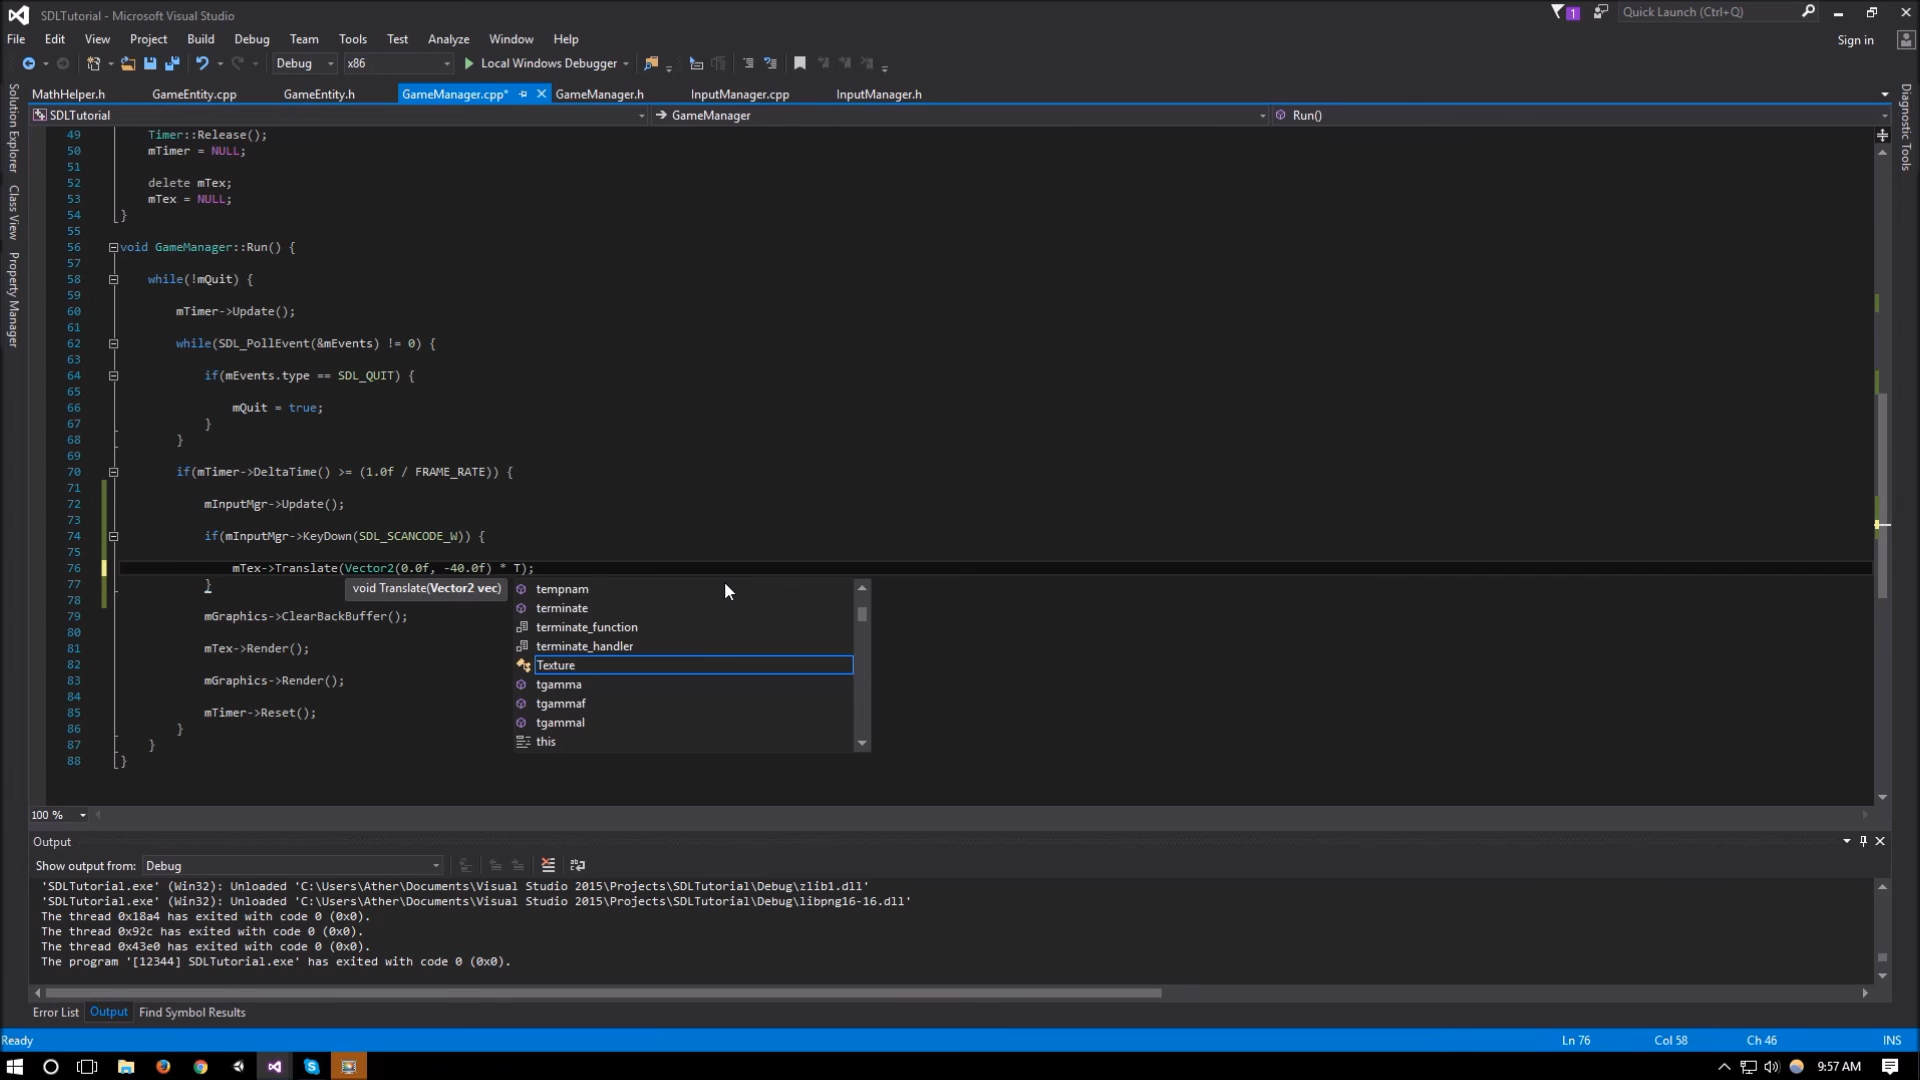 SDLTutorial - Microsoft Visual Studio
1
Quick Launch (Ctrl+Q)
File Edit View Project Build Debug Team Tools Test Analyze Window Help
Sign in
Debug x86 Local Windows Debugger
MathHelper.h GameEntity.cpp GameEntity.h GameManager.cpp* GameManager.h InputManager.cpp InputManager.h
SDLTutorial GameManager Run()
Solution Explorer
Class View
Property Manager
Diagnostic Tools
49 Timer::Release();
50 mTimer = NULL;
51
52 delete mTex;
53 mTex = NULL;
54 }
55
56 void GameManager::Run() {
57
58 while(!mQuit) {
59
60 mTimer->Update();
61
62 while(SDL_PollEvent(&mEvents) != 0) {
63
64 if(mEvents.type == SDL_QUIT) {
65
66 mQuit = true;
67 }
68 }
69
70 if(mTimer->DeltaTime() >= (1.0f / FRAME_RATE)) {
71
72 mInputMgr->Update();
73
74 if(mInputMgr->KeyDown(SDL_SCANCODE_W)) {
75
76 mTex->Translate(Vector2(0.0f, -40.0f) * T);
77 }
void Translate(Vector2 vec)
78
79 mGraphics->ClearBackBuffer();
80
81 mTex->Render();
82
83 mGraphics->Render();
84
85 mTimer->Reset();
86 }
87 }
88 }
tempnam
terminate
terminate_function
terminate_handler
Texture
tgamma
tgammaf
tgammal
this
100 %
Output
Show output from: Debug
'SDLTutorial.exe' (Win32): Unloaded 'C:\Users\Ather\Documents\Visual Studio 2015\Projects\SDLTutorial\Debug\zlib1.dll'
'SDLTutorial.exe' (Win32): Unloaded 'C:\Users\Ather\Documents\Visual Studio 2015\Projects\SDLTutorial\Debug\libpng16-16.dll'
The thread 0x18a4 has exited with code 0 (0x0).
The thread 0x92c has exited with code 0 (0x0).
The thread 0x43e0 has exited with code 0 (0x0).
The program '[12344] SDLTutorial.exe' has exited with code 0 (0x0).
Error List Output Find Symbol Results
Ready Ln 76 Col 58 Ch 46 INS
9:57 AM